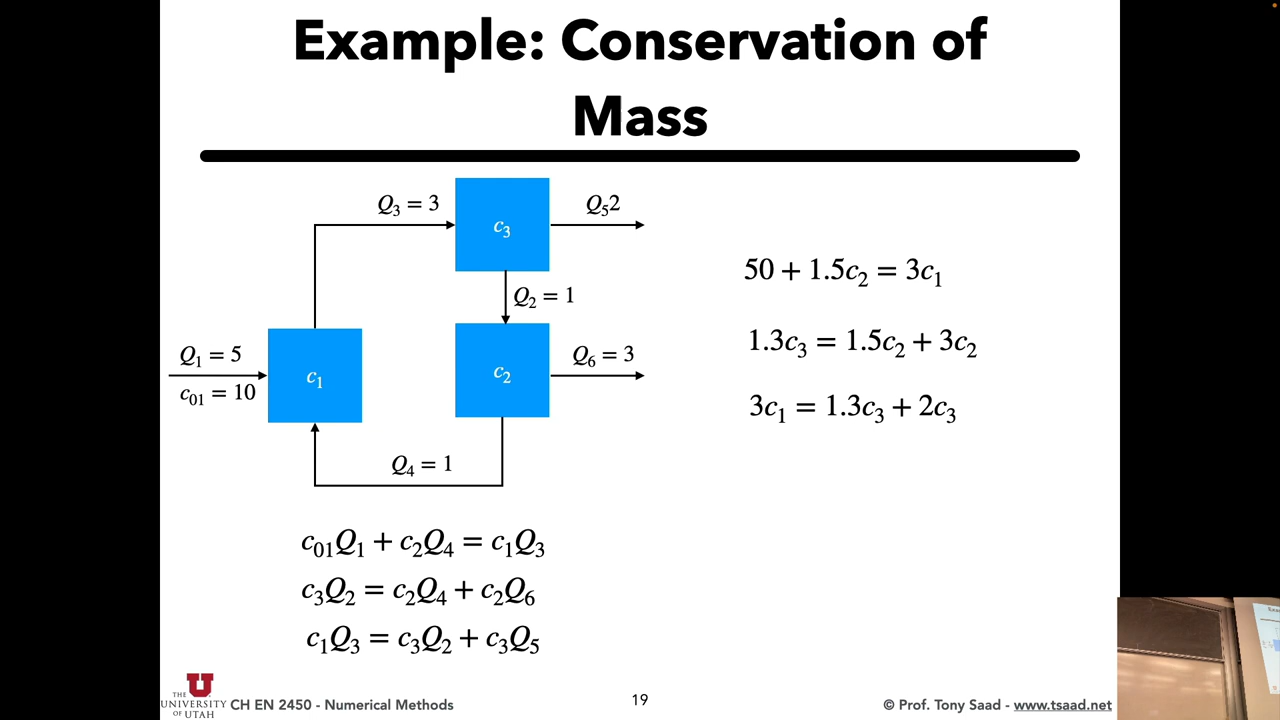 Example: Conservation of
Mass
Q₃ = 3
c₃
Q₅2
Q₂ = 1
Q₁ = 5
c₀₁ = 10
c₁
c₂
Q₆ = 3
Q₄ = 1
50 + 1.5c₂ = 3c₁
1.3c₃ = 1.5c₂ + 3c₂
3c₁ = 1.3c₃ + 2c₃
c₀₁Q₁ + c₂Q₄ = c₁Q₃
c₃Q₂ = c₂Q₄ + c₂Q₆
c₁Q₃ = c₃Q₂ + c₃Q₅
THE
UNIVERSITY
OF UTAH
CH EN 2450 - Numerical Methods
19
© Prof. Tony Saad - www.tsaad.net